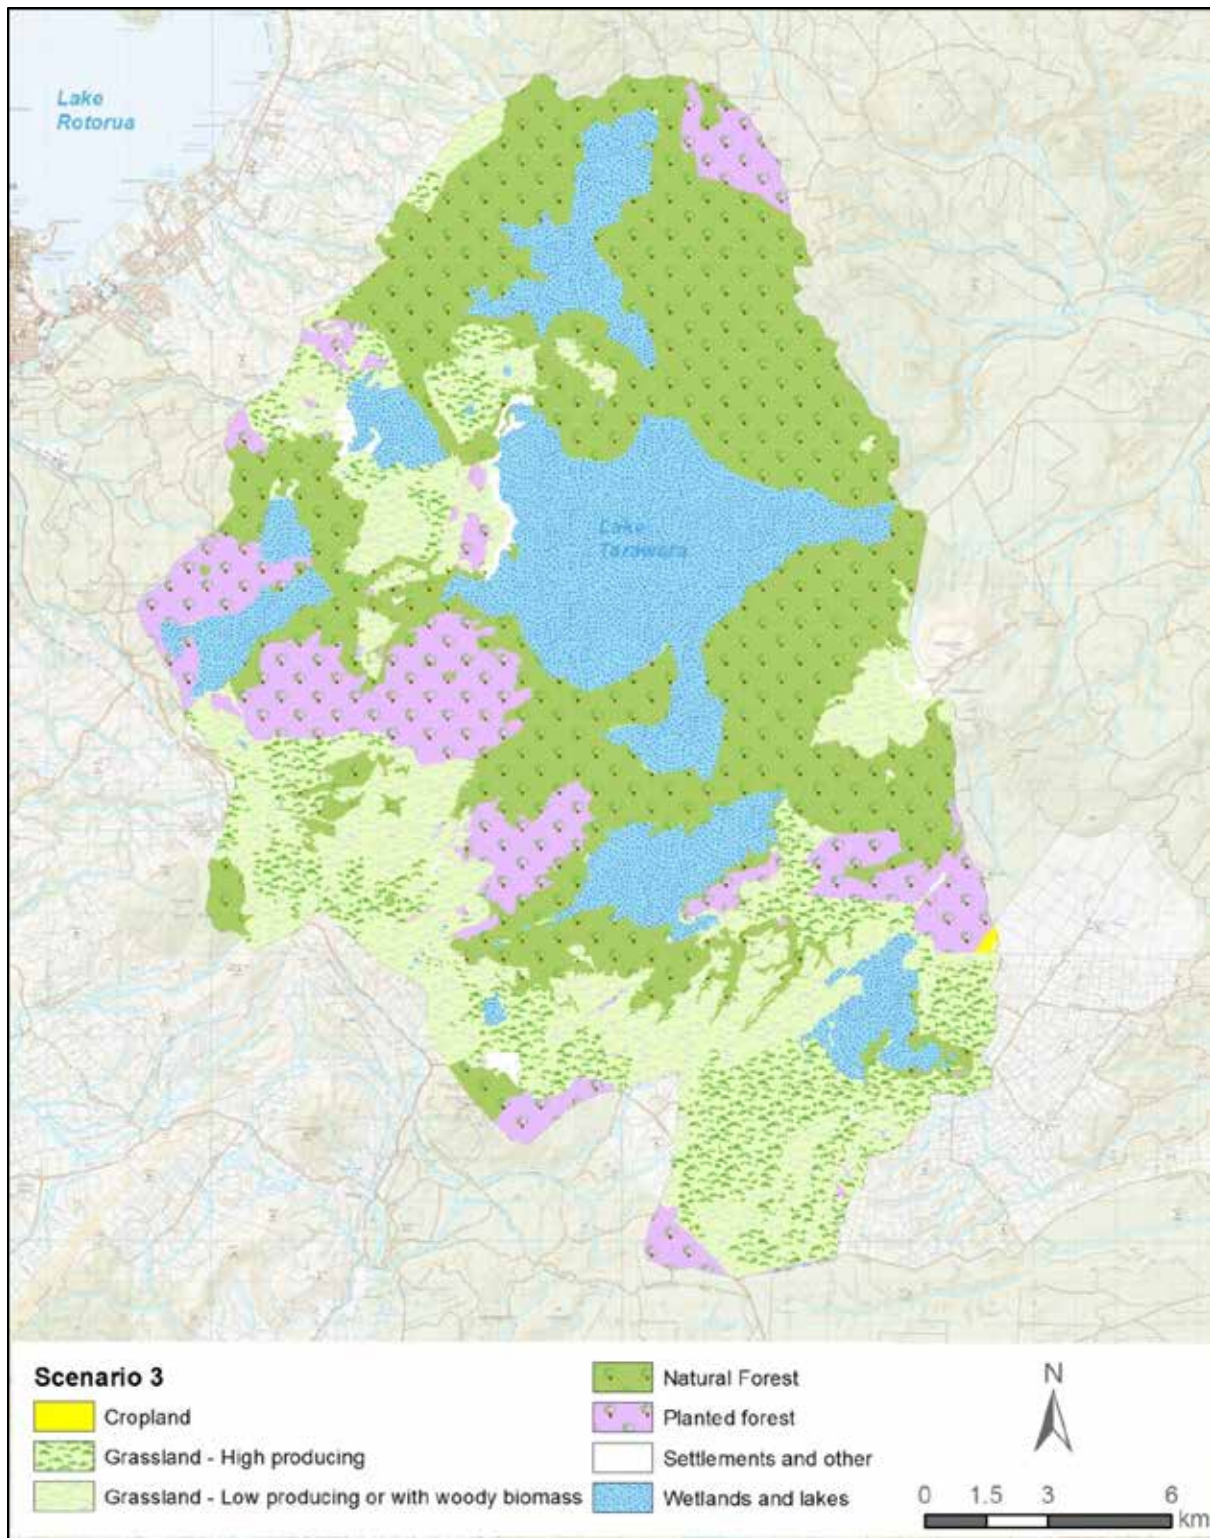 Lake
Rotorua
Lake
Tarawera
Scenario 3
Cropland
Grassland - High producing
Grassland - Low producing or with woody biomass
Natural Forest
Planted forest
Settlements and other
Wetlands and lakes
N
0 1.5 3 6
km